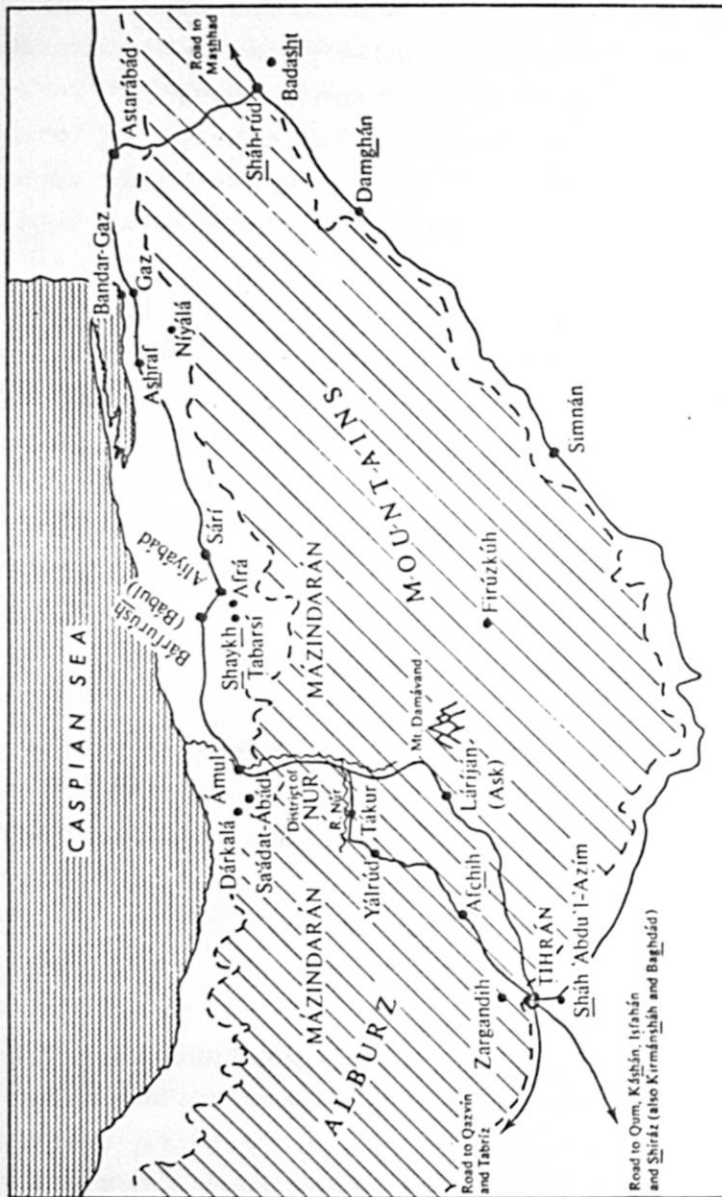 CASPIAN SEA
Bandar-Gaz
Gaz
Astarábád
Road to
Mashhad
Badasht
Sháh-rúd
Damghán
Ashraf
Níyálá
Sárí
Alíyábád
Bárfurúsh
(Bábul)
Afrá
Shaykh
Tabarsí
MÁZINDARÁN
MOUNTAINS
Simnán
Firúzkúh
Ámul
Dárkalá
Sa'ádat-Ábád
District of
NÚR
R. Núr
Tákur
Yálrúd
Mt. Damávand
Larijan
(Ask)
Afchih
MÁZINDARÁN
ALBURZ
Zargandih
TIHRÁN
Sháh 'Abdu'l-Azím
Road to Qazvín
and Tabríz
Road to Qum, Káshán, Isfahán
and Shíráz (also Kirmánsháh and Baghdád)